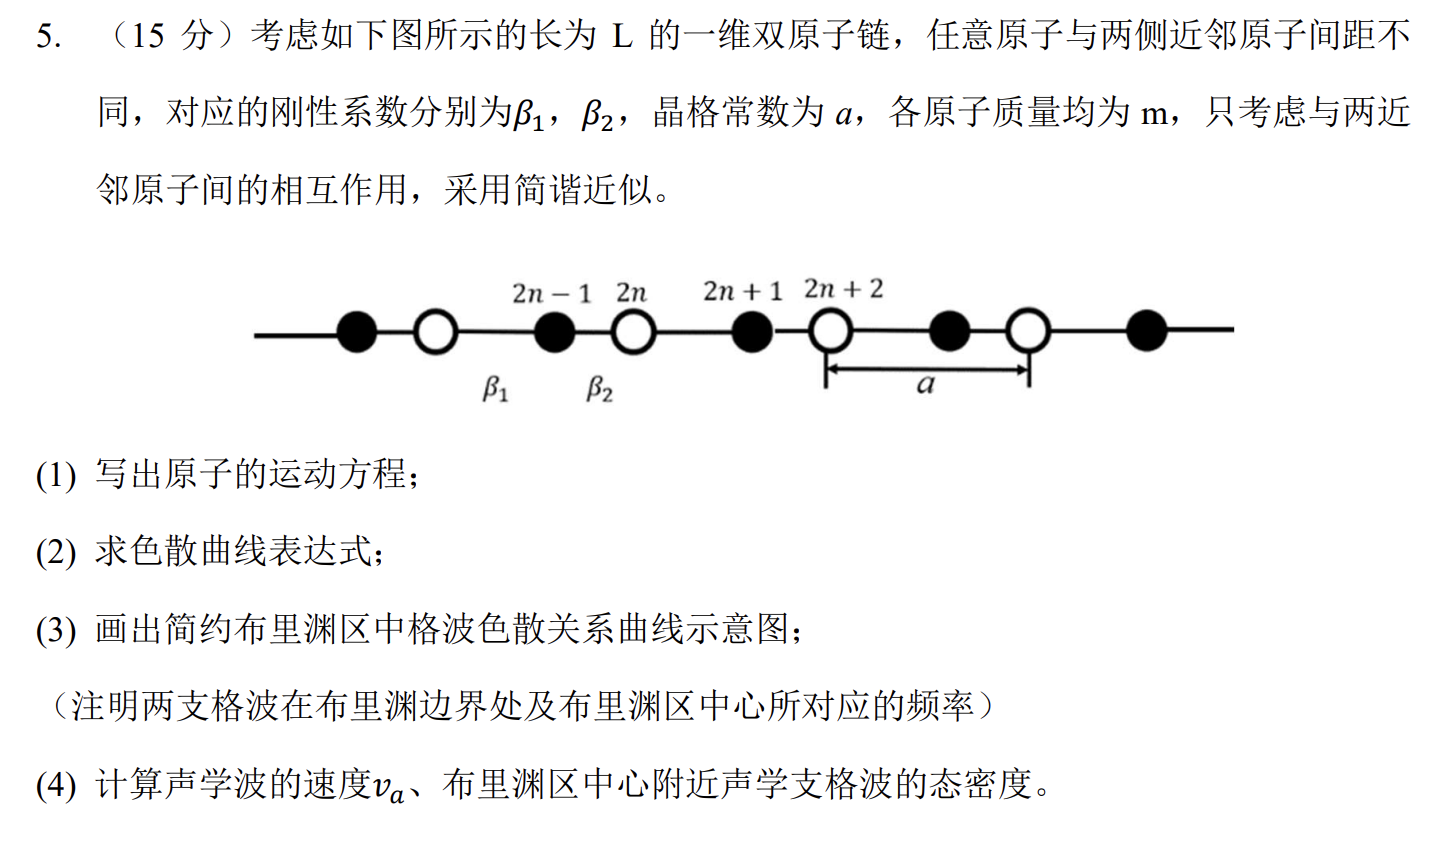 5. （15 分）考虑如下图所示的长为 L 的一维双原子链，任意原子与两侧近邻原子间距不
同，对应的刚性系数分别为β₁，β₂，晶格常数为 a，各原子质量均为 m，只考虑与两近
邻原子间的相互作用，采用简谐近似。
2n − 1 2n 2n + 1 2n + 2
β₁ β₂ a
(1) 写出原子的运动方程；
(2) 求色散曲线表达式；
(3) 画出简约布里渊区中格波色散关系曲线示意图；
（注明两支格波在布里渊边界处及布里渊区中心所对应的频率）
(4) 计算声学波的速度vₐ、布里渊区中心附近声学支格波的态密度。